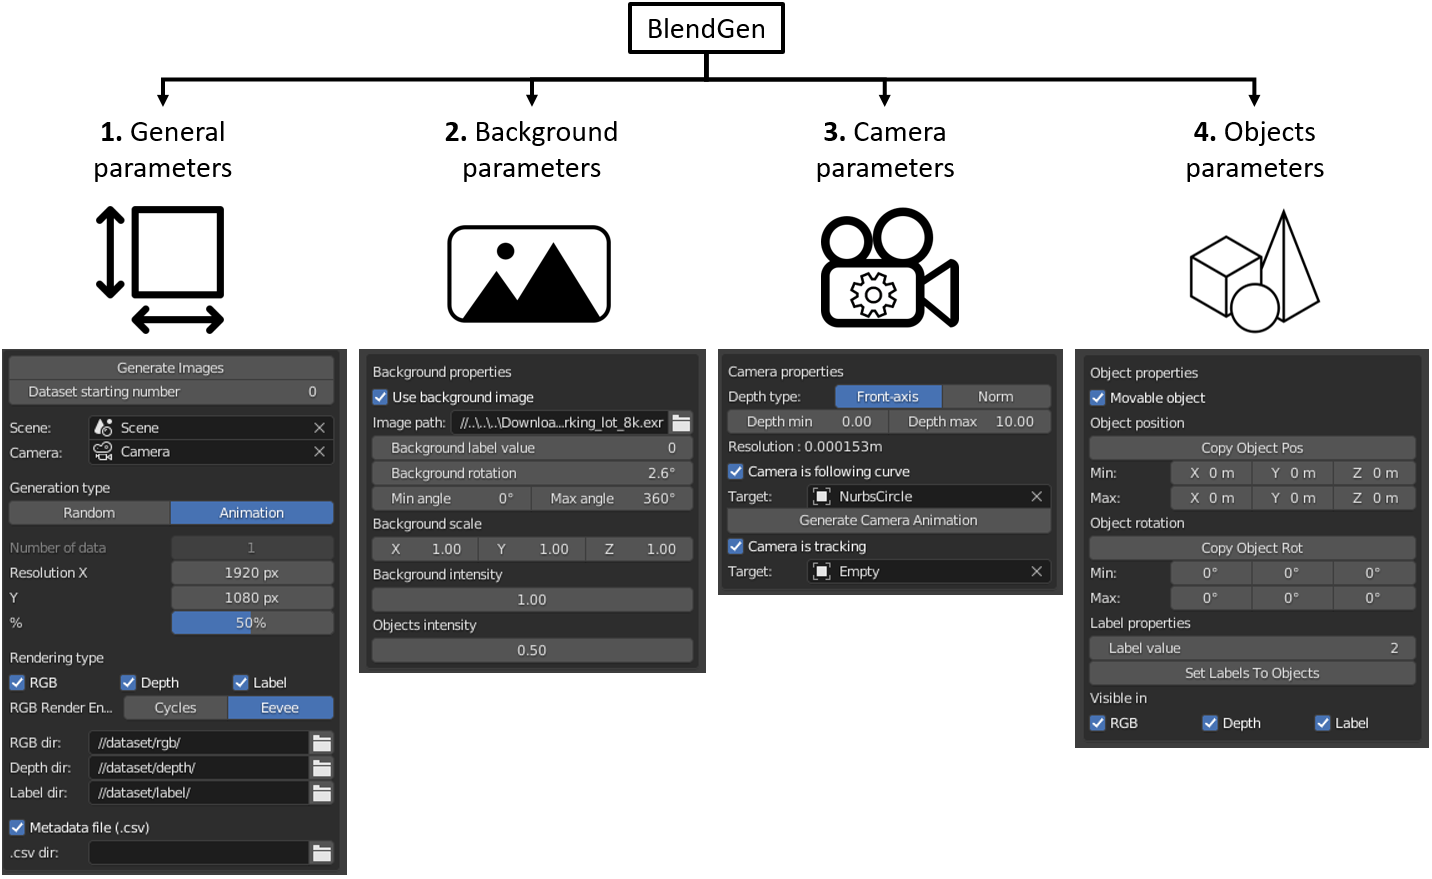 BlendGen
1. General
parameters
2. Background
parameters
3. Camera
parameters
4. Objects
parameters
Generate Images
Dataset starting number 0
Scene: Scene
Camera: Camera
Generation type
Random Animation
Number of data 1
Resolution X 1920 px
Y 1080 px
% 50%
Rendering type
RGB Depth Label
RGB Render En... Cycles Eevee
RGB dir: //dataset/rgb/
Depth dir: //dataset/depth/
Label dir: //dataset/label/
Metadata file (.csv)
.csv dir:
Background properties
Use background image
Image path: //..\..\..\Downloa...rking_lot_8k.exr
Background label value 0
Background rotation 2.6°
Min angle 0° Max angle 360°
Background scale
X 1.00 Y 1.00 Z 1.00
Background intensity
1.00
Objects intensity
0.50
Camera properties
Depth type: Front-axis Norm
Depth min 0.00 Depth max 10.00
Resolution : 0.000153m
Camera is following curve
Target: NurbsCircle
Generate Camera Animation
Camera is tracking
Target: Empty
Object properties
Movable object
Object position
Copy Object Pos
Min: X 0 m Y 0 m Z 0 m
Max: X 0 m Y 0 m Z 0 m
Object rotation
Copy Object Rot
Min: 0° 0° 0°
Max: 0° 0° 0°
Label properties
Label value 2
Set Labels To Objects
Visible in
RGB Depth Label